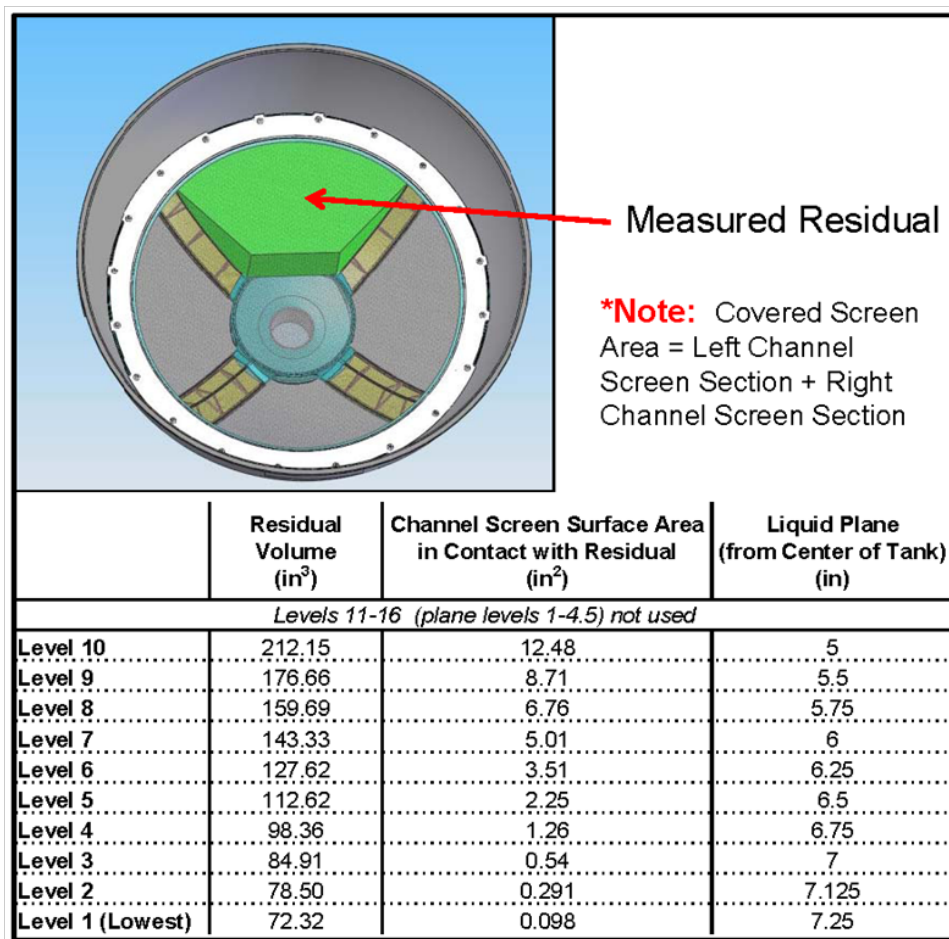 Measured Residual
*Note: Covered Screen
Area = Left Channel
Screen Section + Right
Channel Screen Section
Residual Volume (in³) Channel Screen Surface Area in Contact with Residual (in²) Liquid Plane (from Center of Tank) (in)
Levels 11-16 (plane levels 1-4.5) not used
Level 10 212.15 12.48 5
Level 9 176.66 8.71 5.5
Level 8 159.69 6.76 5.75
Level 7 143.33 5.01 6
Level 6 127.62 3.51 6.25
Level 5 112.62 2.25 6.5
Level 4 98.36 1.26 6.75
Level 3 84.91 0.54 7
Level 2 78.50 0.291 7.125
Level 1 (Lowest) 72.32 0.098 7.25